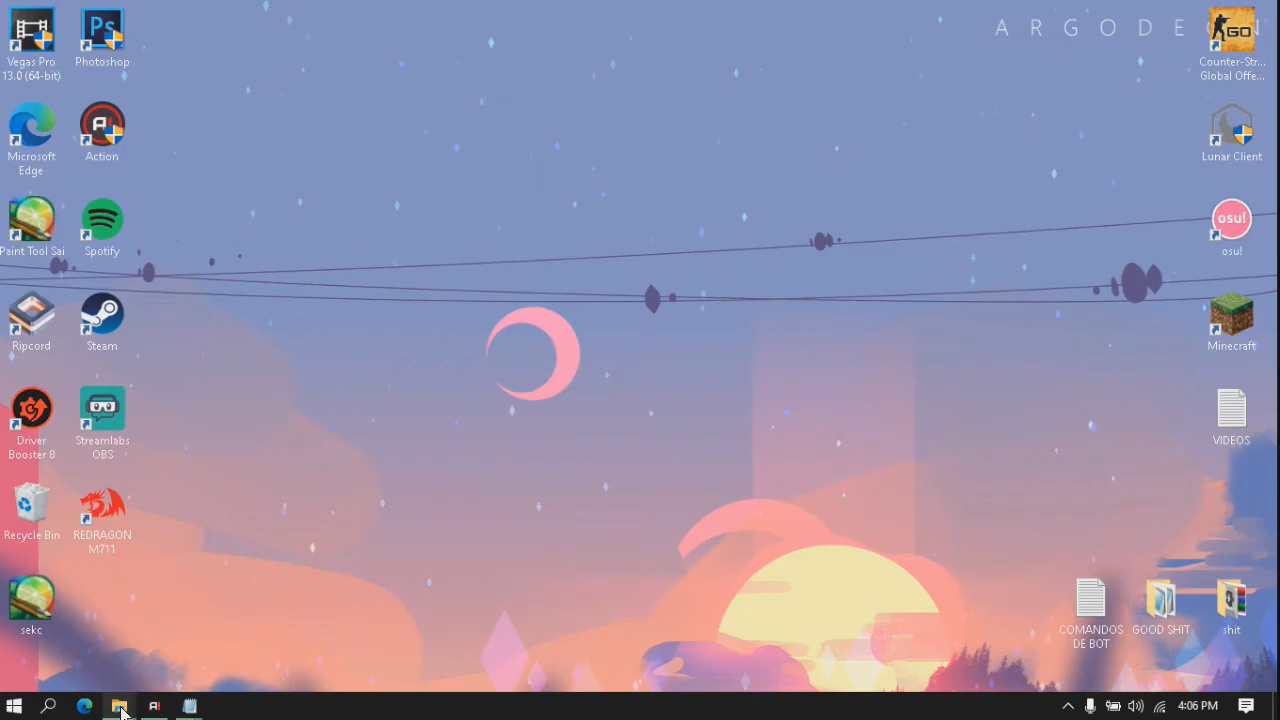 A R G O D E
Vegas Pro
13.0 (64-bit)
Ps
Photoshop
GO
Counter-Str...
Global Offe...
Microsoft
Edge
Action
Lunar Client
Paint Tool Sai
Spotify
osu!
osu!
Ripcord
Steam
Minecraft
Driver
Booster 8
Streamlabs
OBS
VIDEOS
Recycle Bin
REDRAGON
M711
sekc
COMANDOS
DE BOT
GOOD SHIT
shit
4:06 PM